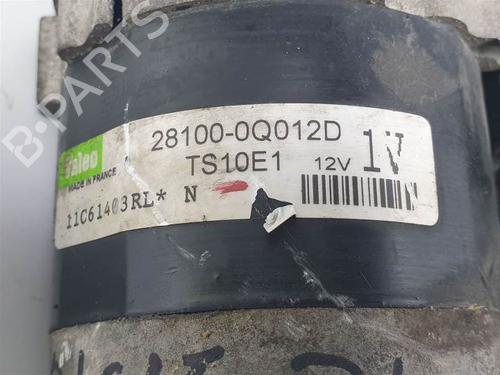 B-PARTS
Valeo
MADE IN FRANCE
28100-0Q012D
TS10E1 12V 1V
11C61403RL* N